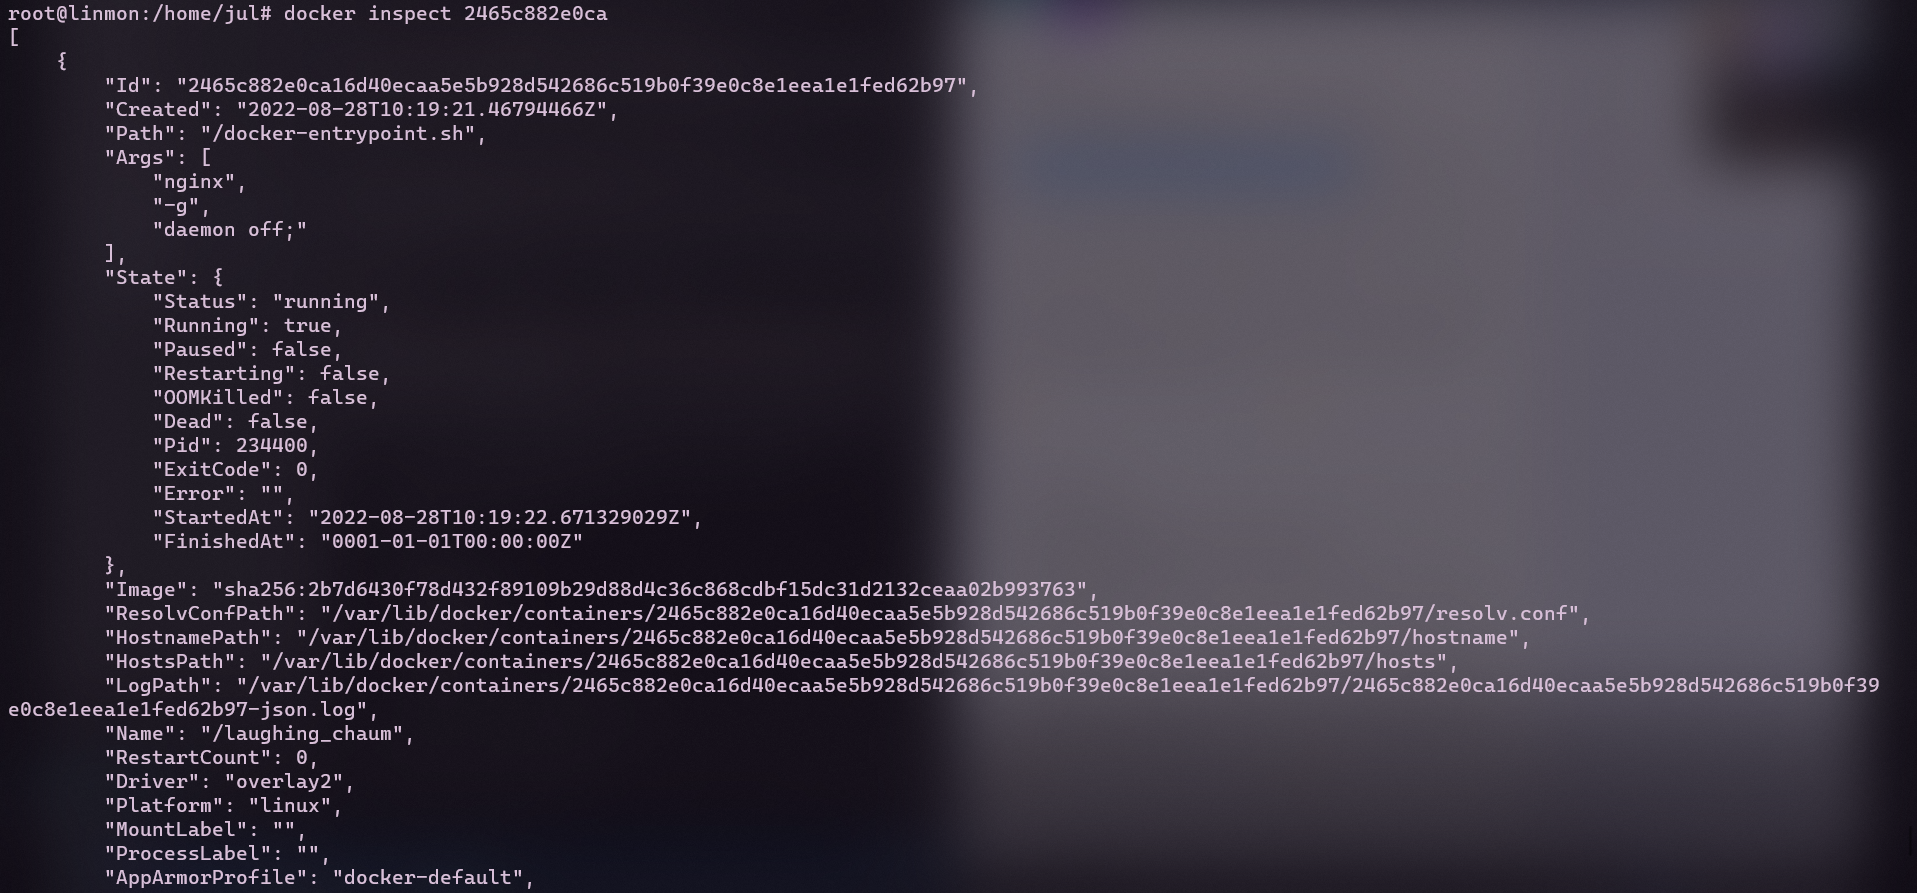 root@linmon:/home/jul# docker inspect 2465c882e0ca
[
    {
        "Id": "2465c882e0ca16d40ecaa5e5b928d542686c519b0f39e0c8e1eea1e1fed62b97",
        "Created": "2022-08-28T10:19:21.46794466Z",
        "Path": "/docker-entrypoint.sh",
        "Args": [
            "nginx",
            "-g",
            "daemon off;"
        ],
        "State": {
            "Status": "running",
            "Running": true,
            "Paused": false,
            "Restarting": false,
            "OOMKilled": false,
            "Dead": false,
            "Pid": 234400,
            "ExitCode": 0,
            "Error": "",
            "StartedAt": "2022-08-28T10:19:22.671329029Z",
            "FinishedAt": "0001-01-01T00:00:00Z"
        },
        "Image": "sha256:2b7d6430f78d432f89109b29d88d4c36c868cdbf15dc31d2132ceaa02b993763",
        "ResolvConfPath": "/var/lib/docker/containers/2465c882e0ca16d40ecaa5e5b928d542686c519b0f39e0c8e1eea1e1fed62b97/resolv.conf",
        "HostnamePath": "/var/lib/docker/containers/2465c882e0ca16d40ecaa5e5b928d542686c519b0f39e0c8e1eea1e1fed62b97/hostname",
        "HostsPath": "/var/lib/docker/containers/2465c882e0ca16d40ecaa5e5b928d542686c519b0f39e0c8e1eea1e1fed62b97/hosts",
        "LogPath": "/var/lib/docker/containers/2465c882e0ca16d40ecaa5e5b928d542686c519b0f39e0c8e1eea1e1fed62b97/2465c882e0ca16d40ecaa5e5b928d542686c519b0f39
e0c8e1eea1e1fed62b97-json.log",
        "Name": "/laughing_chaum",
        "RestartCount": 0,
        "Driver": "overlay2",
        "Platform": "linux",
        "MountLabel": "",
        "ProcessLabel": "",
        "AppArmorProfile": "docker-default",